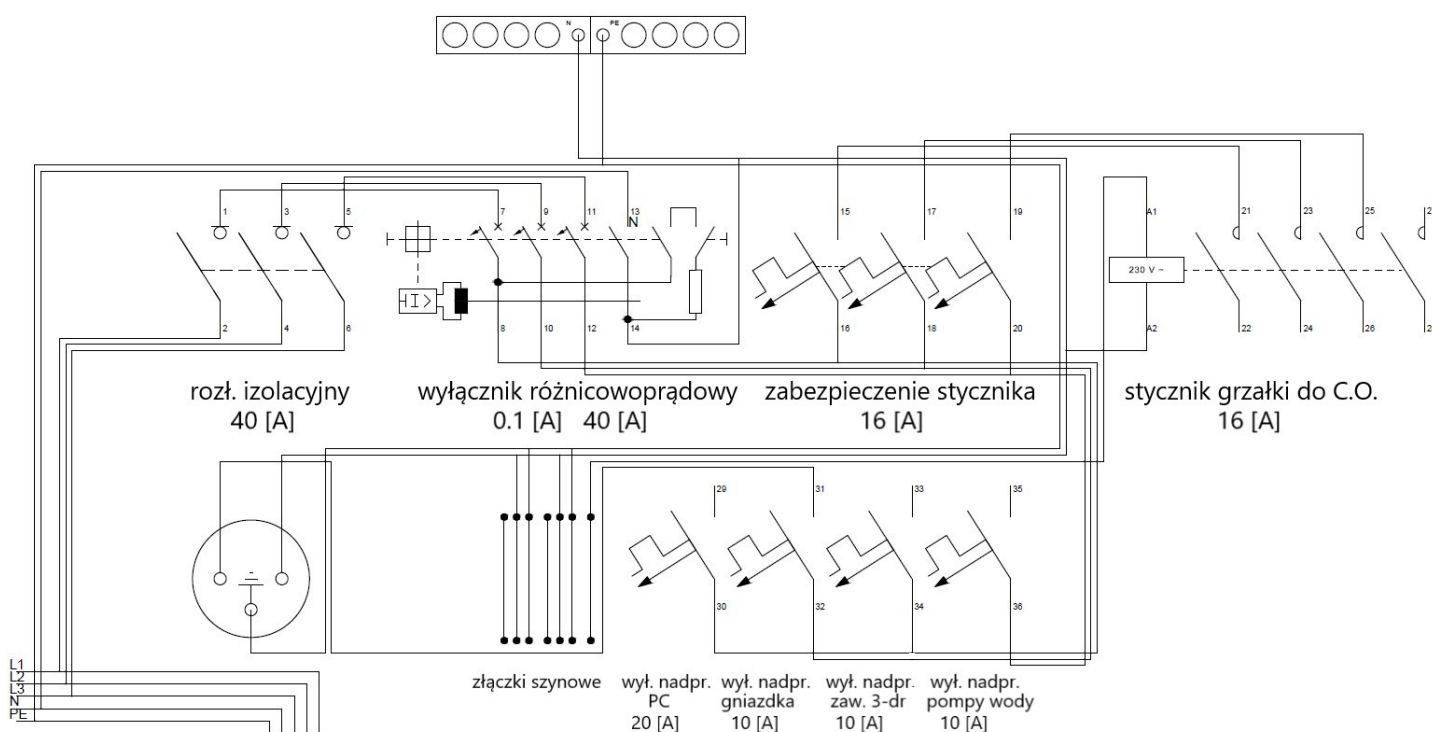 N PE
1 3 5 7 9 11 13 15 17 19 A1 21 23 25 2
N
230 V ~
I >
2 4 6 8 10 12 14 16 18 20 A2 22 24 26 2
rozł. izolacyjny wyłącznik różnicowoprądowy zabezpieczenie stycznika stycznik grzałki do C.O.
40 [A] 0.1 [A] 40 [A] 16 [A] 16 [A]
29 31 33 35
30 32 34 36
L1
L2
L3
N
PE
złączki szynowe wył. nadpr. wył. nadpr. wył. nadpr. wył. nadpr.
PC gniazdka zaw. 3-dr pompy wody
20 [A] 10 [A] 10 [A] 10 [A]